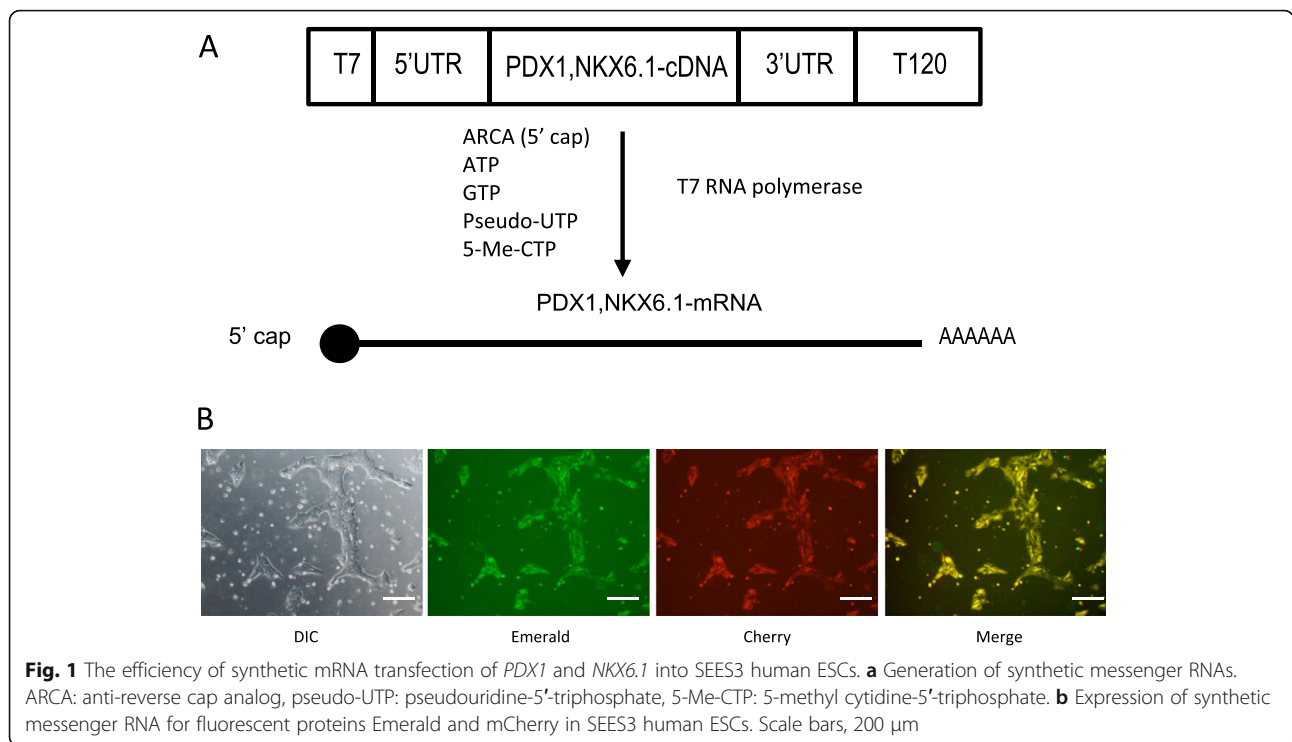 A
T7 5'UTR PDX1,NKX6.1-cDNA 3'UTR T120
ARCA (5' cap)
ATP
GTP
Pseudo-UTP
5-Me-CTP
T7 RNA polymerase
PDX1,NKX6.1-mRNA
5' cap
AAAAAA
B
DIC Emerald Cherry Merge
Fig. 1 The efficiency of synthetic mRNA transfection of PDX1 and NKX6.1 into SEES3 human ESCs. a Generation of synthetic messenger RNAs.
ARCA: anti-reverse cap analog, pseudo-UTP: pseudouridine-5′-triphosphate, 5-Me-CTP: 5-methyl cytidine-5′-triphosphate. b Expression of synthetic
messenger RNA for fluorescent proteins Emerald and mCherry in SEES3 human ESCs. Scale bars, 200 μm